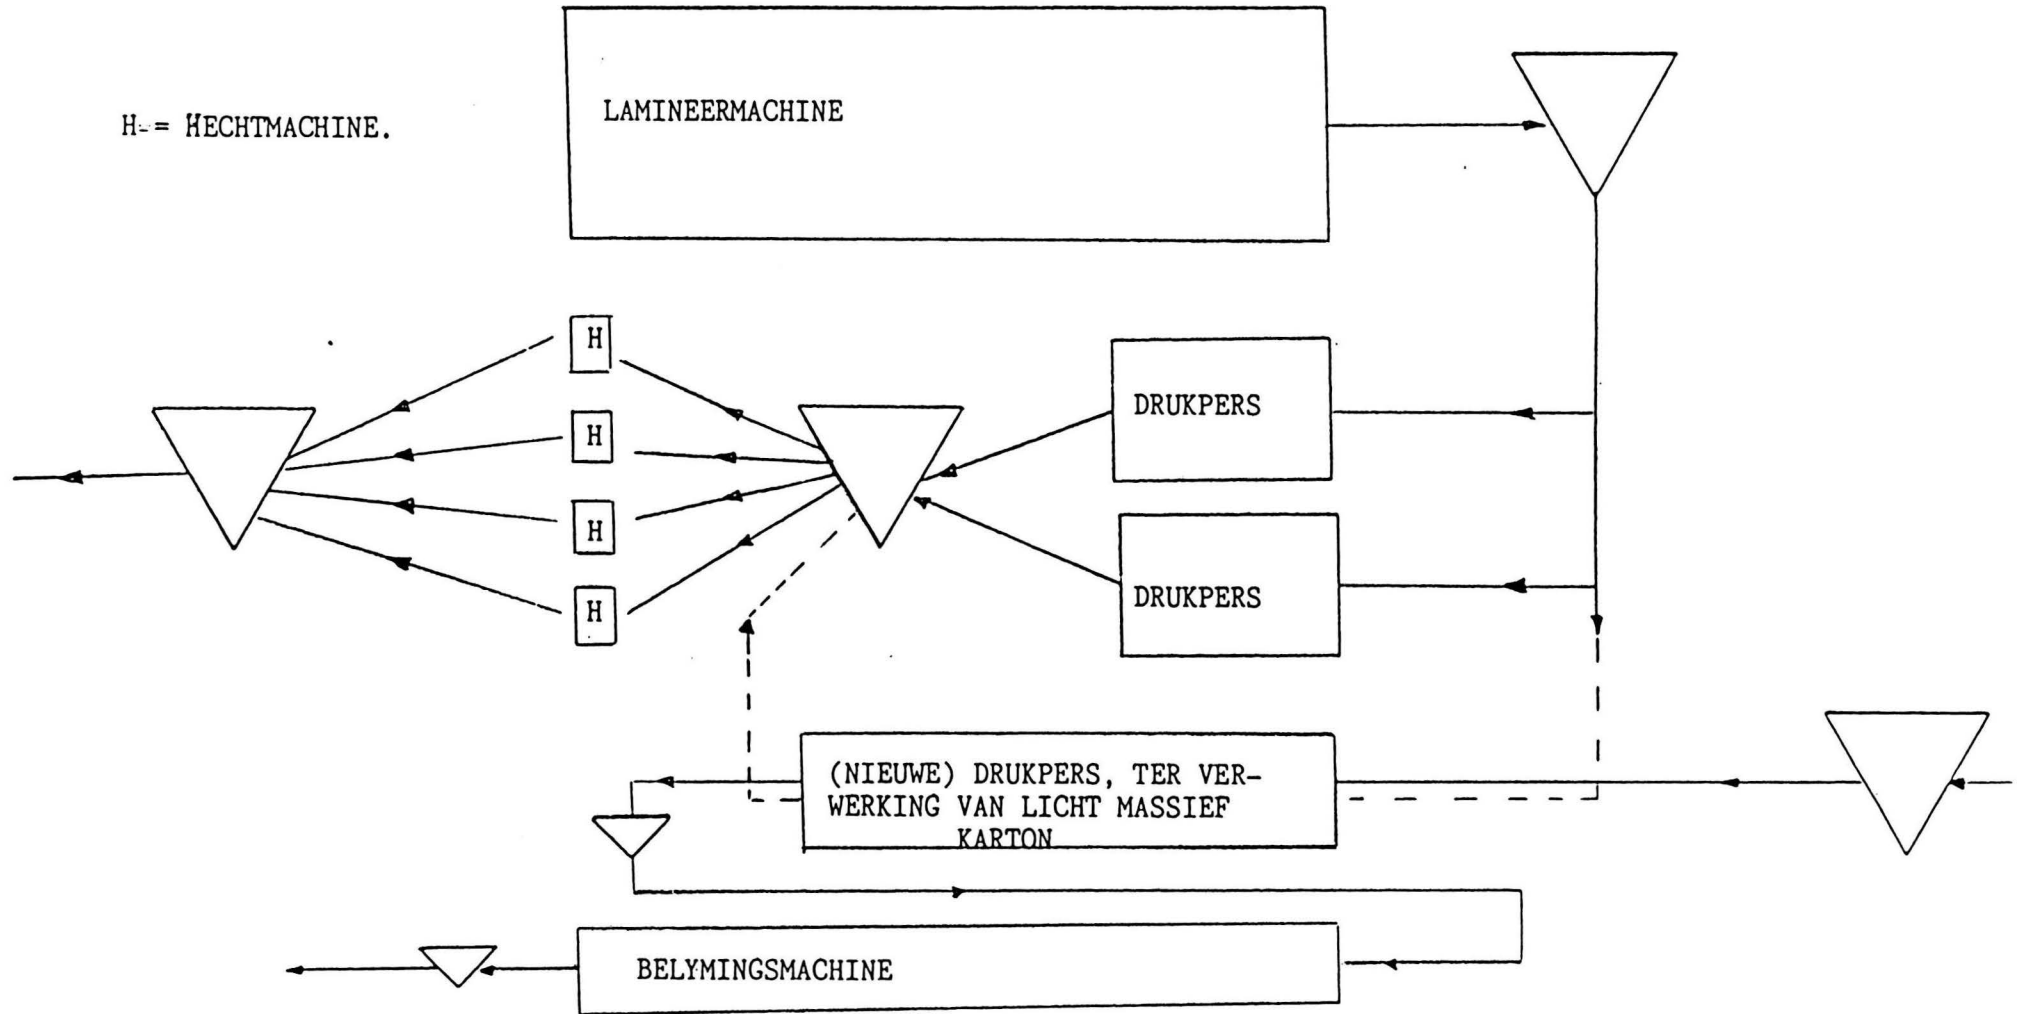 LAMINEERMACHINE
H = HECHTMACHINE.
H
H
H
H
DRUKPERS
DRUKPERS
(NIEUWE) DRUKPERS, TER VER-
WERKING VAN LICHT MASSIEF
KARTON
BELYMINGSMACHINE